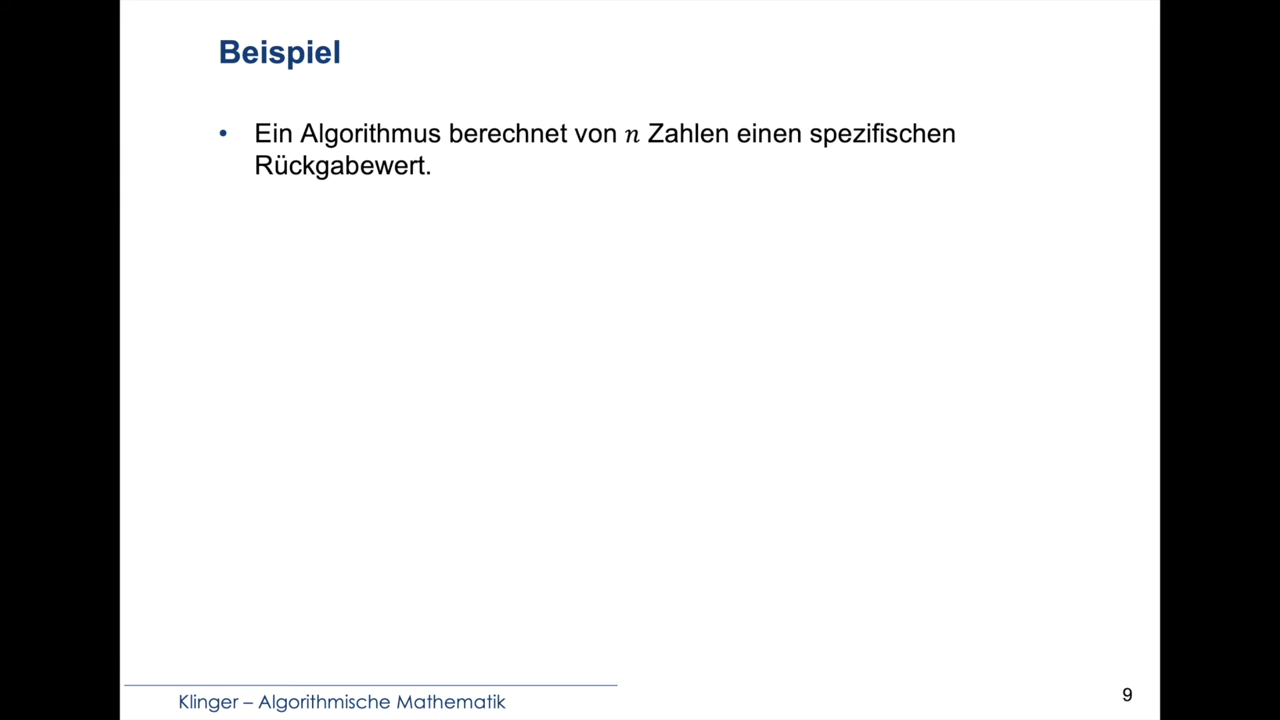 Beispiel
• Ein Algorithmus berechnet von n Zahlen einen spezifischen
Rückgabewert.
Klinger – Algorithmische Mathematik
9